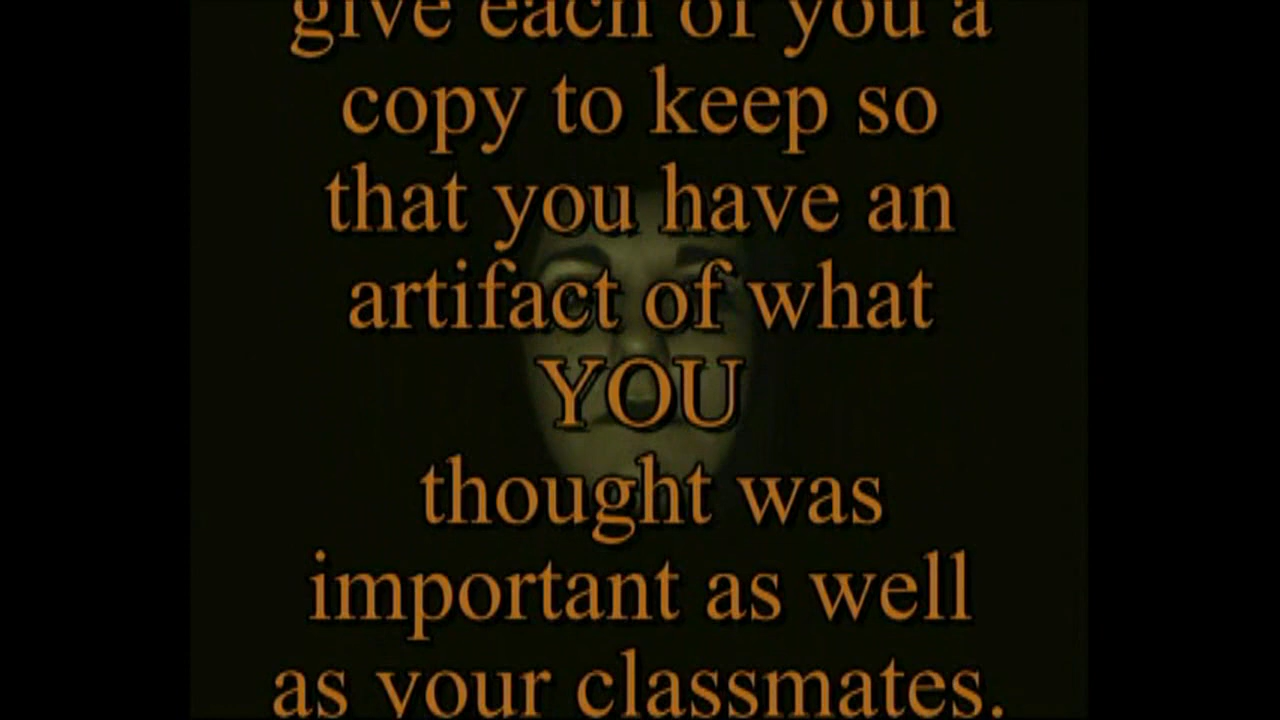 give each of you a
copy to keep so
that you have an
artifact of what
YOU
thought was
important as well
as your classmates.